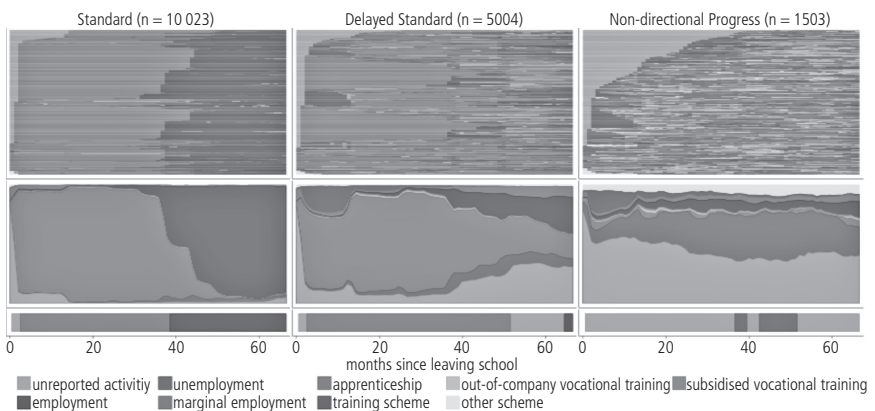 Standard (n = 10 023) Delayed Standard (n = 5004) Non-directional Progress (n = 1503)
0 20 40 60 0 20 40 60 0 20 40 60
months since leaving school
unreported activitiy unemployment apprenticeship out-of-company vocational training subsidised vocational training
employment marginal employment training scheme other scheme